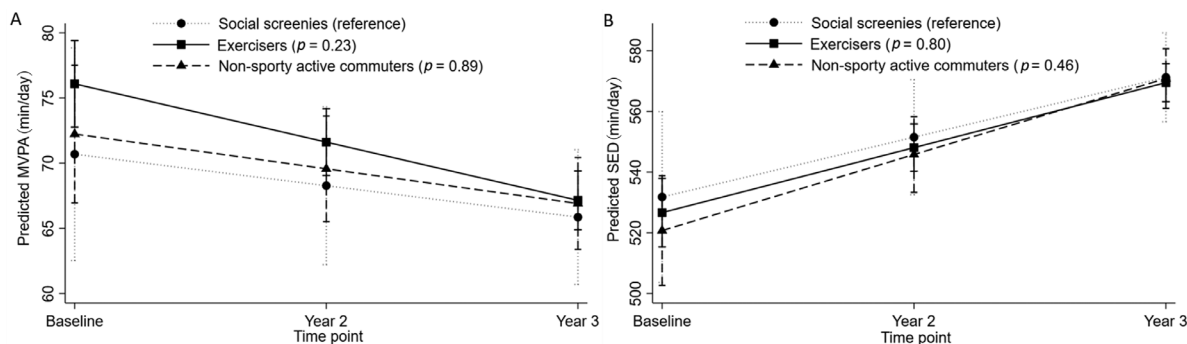 A
Social screenies (reference)
Exercisers (p = 0.23)
Non-sporty active commuters (p = 0.89)
Predicted MVPA (min/day)
80
75
70
65
60
Baseline
Year 2
Year 3
Time point
B
Social screenies (reference)
Exercisers (p = 0.80)
Non-sporty active commuters (p = 0.46)
Predicted SED (min/day)
580
560
540
520
500
Baseline
Year 2
Year 3
Time point